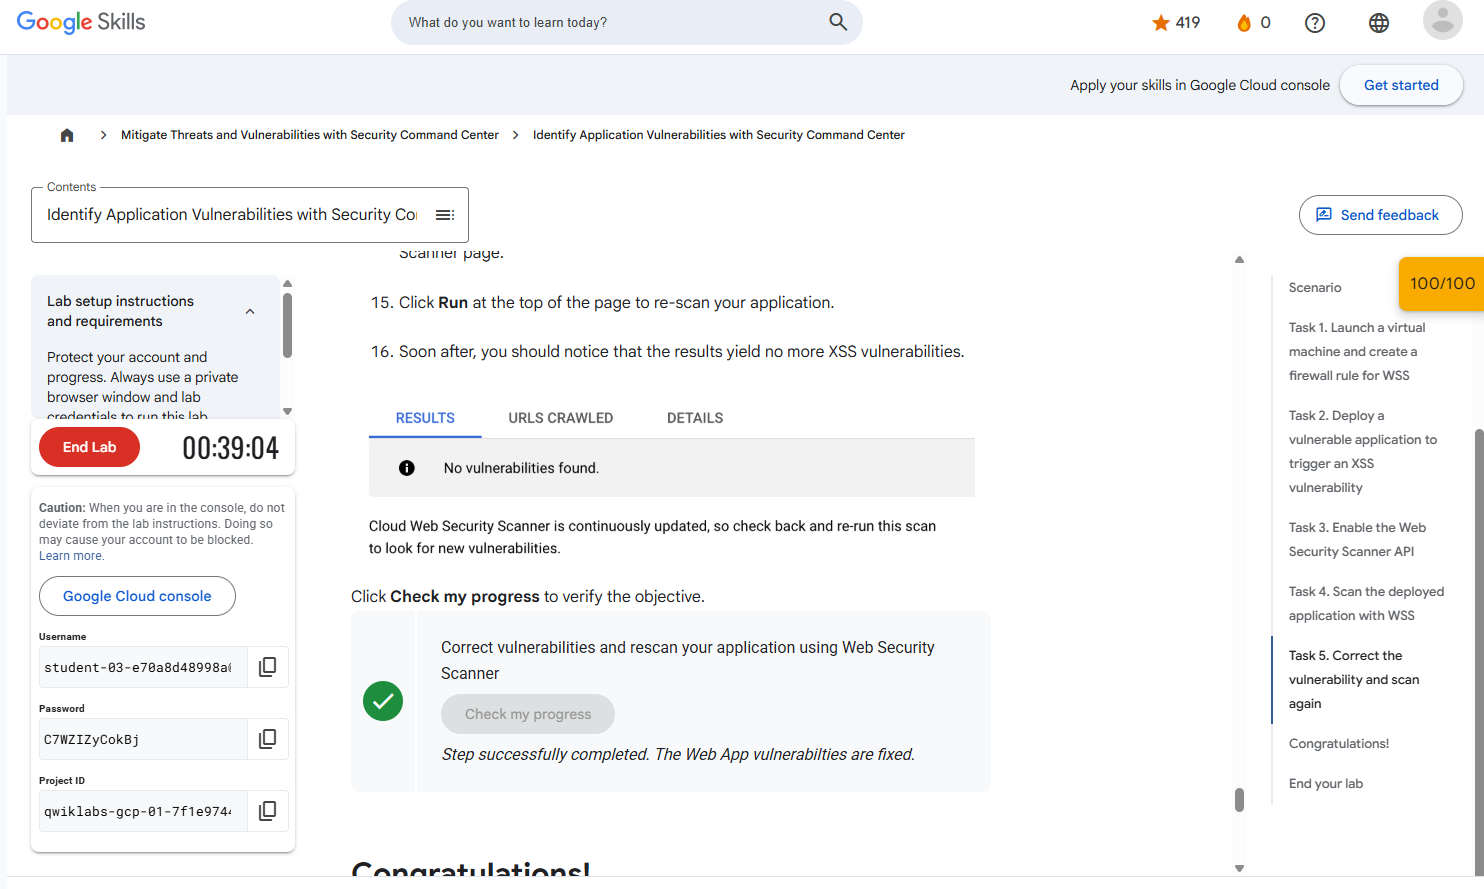 Google Skills
What do you want to learn today?
419
0
Apply your skills in Google Cloud console
Get started
Mitigate Threats and Vulnerabilities with Security Command Center
Identify Application Vulnerabilities with Security Command Center
Contents
Identify Application Vulnerabilities with Security Co
Send feedback
Lab setup instructions
and requirements
Protect your account and
progress. Always use a private
browser window and lab
credentials to run this lab
End Lab
00:39:04
Caution: When you are in the console, do not
deviate from the lab instructions. Doing so
may cause your account to be blocked.
Learn more.
Google Cloud console
Username
student-03-e70a8d48998a
Password
C7WZIZyCokBj
Project ID
qwiklabs-gcp-01-7f1e974
Scanner page.
15. Click Run at the top of the page to re-scan your application.
16. Soon after, you should notice that the results yield no more XSS vulnerabilities.
RESULTS
URLS CRAWLED
DETAILS
No vulnerabilities found.
Cloud Web Security Scanner is continuously updated, so check back and re-run this scan
to look for new vulnerabilities.
Click Check my progress to verify the objective.
Correct vulnerabilities and rescan your application using Web Security
Scanner
Check my progress
Step successfully completed. The Web App vulnerabilties are fixed.
Congratulations!
100/100
Scenario
Task 1. Launch a virtual
machine and create a
firewall rule for WSS
Task 2. Deploy a
vulnerable application to
trigger an XSS
vulnerability
Task 3. Enable the Web
Security Scanner API
Task 4. Scan the deployed
application with WSS
Task 5. Correct the
vulnerability and scan
again
Congratulations!
End your lab